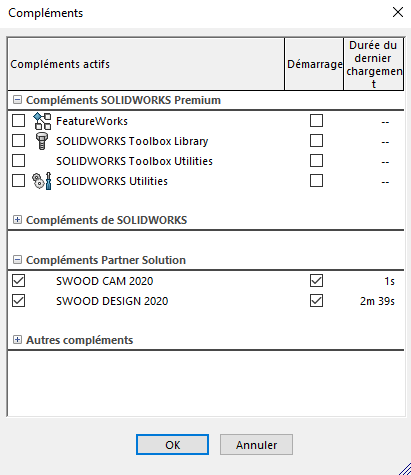 Compléments
Compléments actifs
Démarrage
Durée du
dernier
chargemen
t
Compléments SOLIDWORKS Premium
FeatureWorks --
SOLIDWORKS Toolbox Library --
SOLIDWORKS Toolbox Utilities --
SOLIDWORKS Utilities --
Compléments de SOLIDWORKS
Compléments Partner Solution
SWOOD CAM 2020 1s
SWOOD DESIGN 2020 2m 39s
Autres compléments
OK Annuler